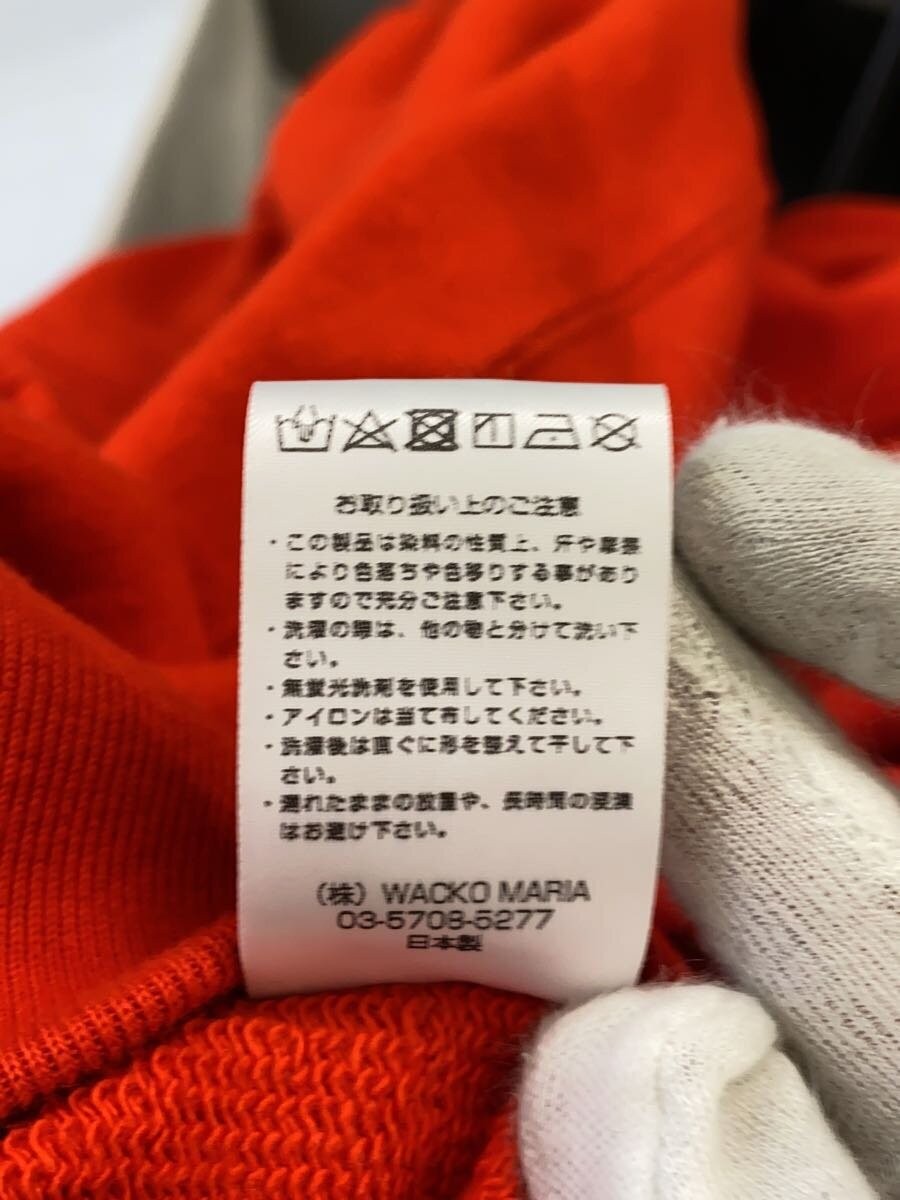 お取り扱い上のご注意
・この製品は染料の性質上、汗や摩擦
により色落ちや色移りする事があり
ますので充分ご注意下さい。
・洗濯の際は、他の物と分けて洗い下
さい。
・無蛍光洗剤を使用して下さい。
・アイロンは当て布してください。
・洗濯後は直ぐに形を整えて干して下
さい。
・濡れたままの放置や、長時間の浸漬
はお避け下さい。
(株) WACKO MARIA
03-5708-5277
日本製